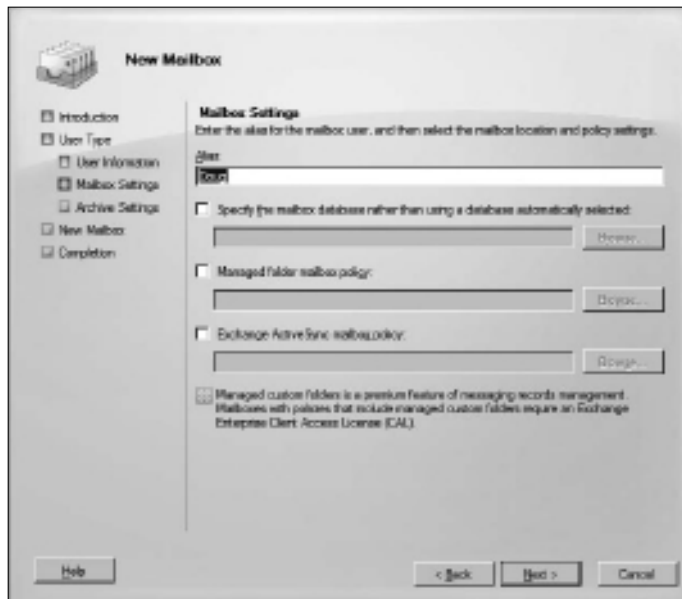 New Mailbox
Introduction
User Type
User Information
Mailbox Settings
Archive Settings
New Mailbox
Completion
Mailbox Settings
Enter the alias for the mailbox user, and then select the mailbox location and policy settings.
Alias:
Doug
Specify the mailbox database rather than using a database automatically selected:
Browse...
Managed folder mailbox policy:
Browse...
Exchange ActiveSync mailbox policy:
Browse...
Managed custom folders is a premium feature of messaging records management.
Mailboxes with policies that include managed custom folders require an Exchange
Enterprise Client Access License (CAL).
Help
< Back
Next >
Cancel